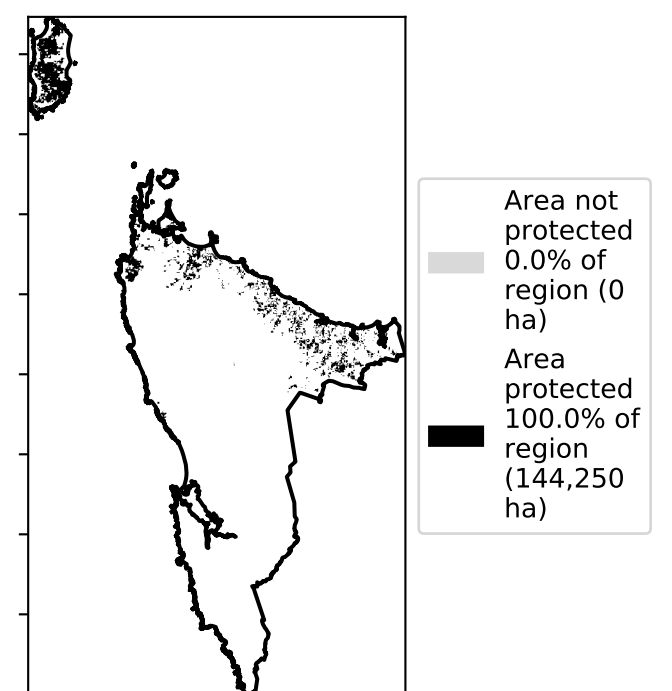 Area not
protected
0.0% of
region (0
ha)
Area
protected
100.0% of
region
(144,250
ha)